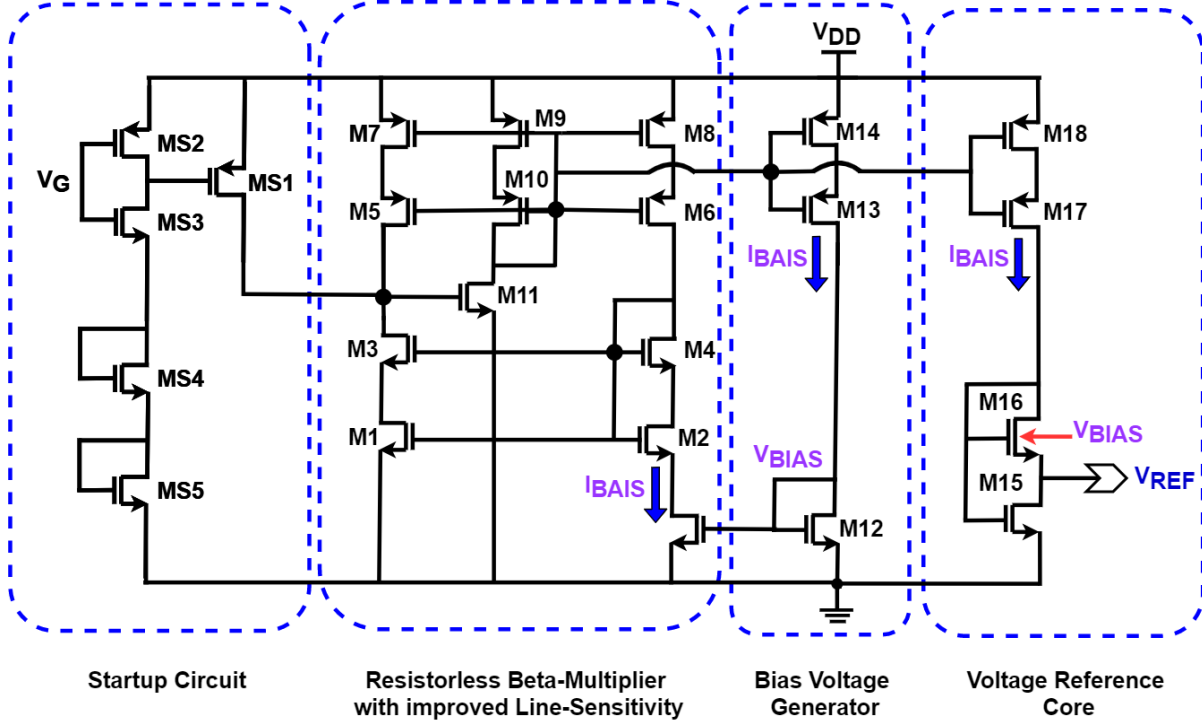 VDD
M7
M9
M8
M14
M18
MS2
VG
MS1
MS3
M5
M10
M6
M13
M17
IBAIS
IBAIS
M11
M3
M4
MS4
M16
M1
M2
VBIAS
VBIAS
IBAIS
MS5
M15
VREF
M12
Startup Circuit
Resistorless Beta-Multiplier
with improved Line-Sensitivity
Bias Voltage
Generator
Voltage Reference
Core